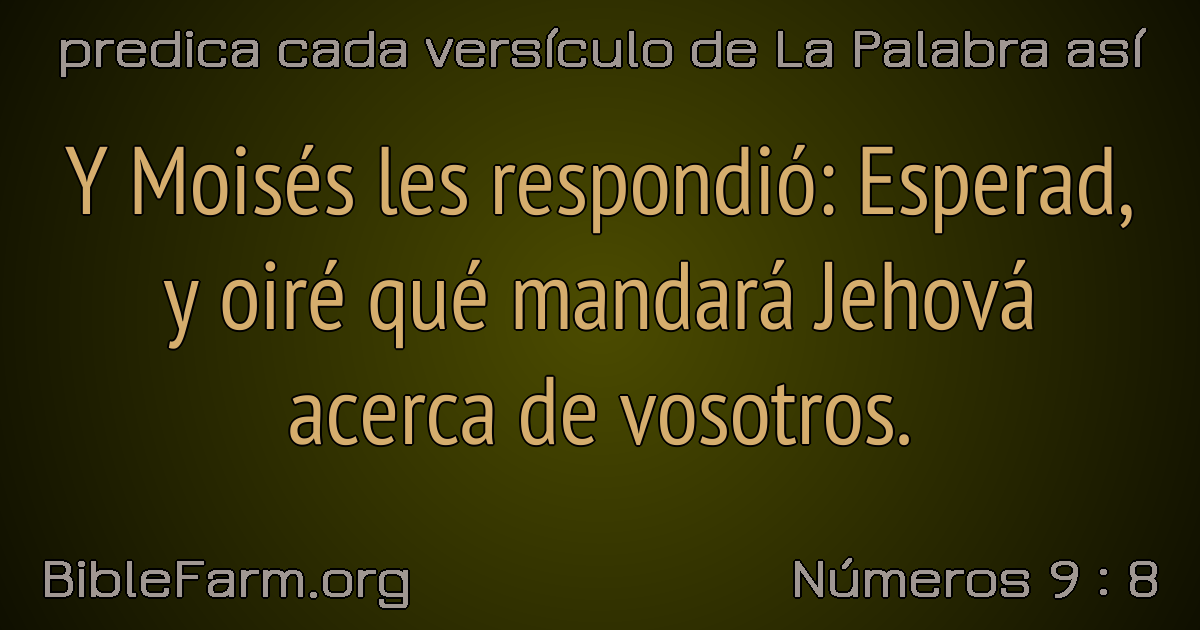 predica cada versículo de La Palabra así
Y Moisés les respondió: Esperad,
y oiré qué mandará Jehová
acerca de vosotros.
BibleFarm.org
Números 9 : 8